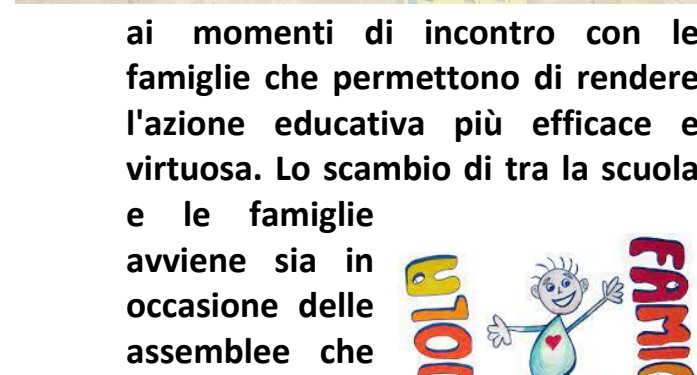 ai momenti di incontro con le
famiglie che permettono di rendere
l'azione educativa più efficace e
virtuosa. Lo scambio di tra la scuola
e le famiglie
avviene sia in
occasione delle
assemblee che